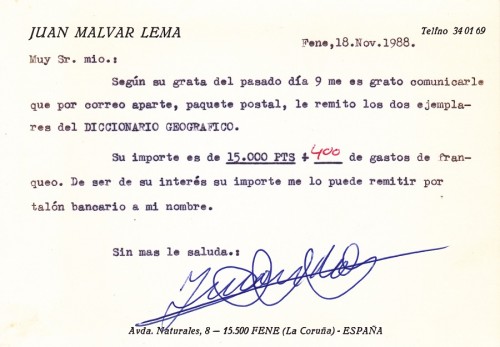 JUAN MALVAR LEMA
Telfno 34 01 69
Fene,18.Nov.1988.
Muy Sr. mio.:
Según su grata del pasado día 9 me es grato comunicarle
que por correo aparte, paquete postal, le remito los dos ejempla-
res del DICCIONARIO GEOGRAFICO.
Su importe es de 15.000 PTS + 400 de gastos de fran-
queo. De ser de su interés su importe me lo puede remitir por
talón bancario a mi nombre.
Sin mas le saluda.:
Avda. Naturales, 8 — 15.500 FENE (La Coruña) - ESPAÑA